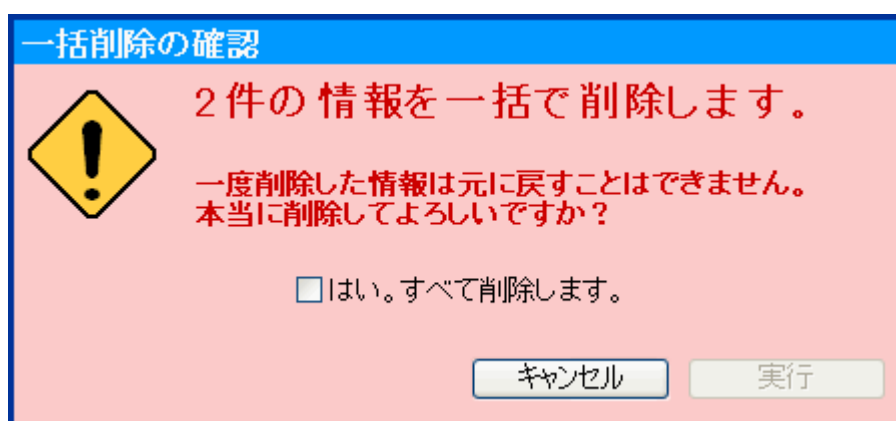 一括削除の確認
2件の情報を一括で削除します。
一度削除した情報は元に戻すことはできません。
本当に削除してよろしいですか？
はい。すべて削除します。
キャンセル 実行